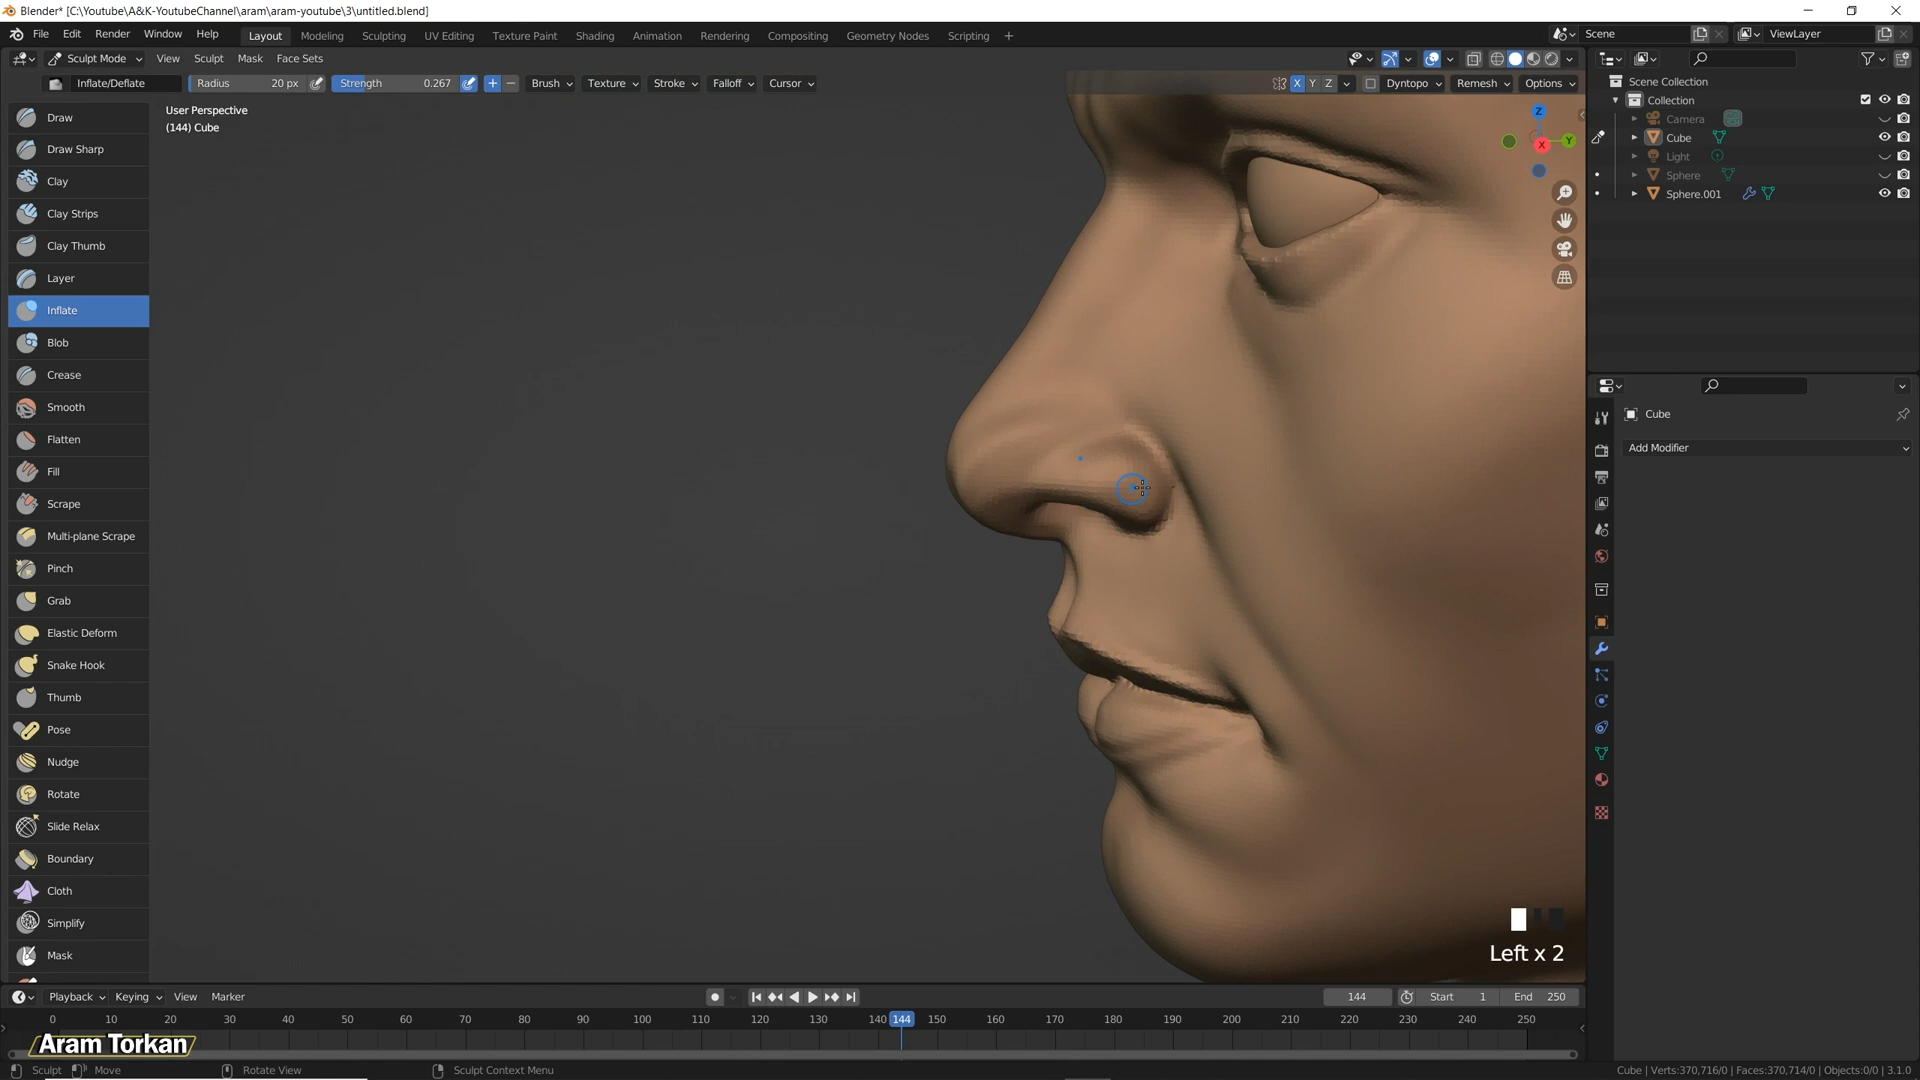 Blender* [C:\Youtube\A&K-YoutubeChannel\aram\aram-youtube\3\untitled.blend]
File Edit Render Window Help Layout Modeling Sculpting UV Editing Texture Paint Shading Animation Rendering Compositing Geometry Nodes Scripting + Scene ViewLayer
Sculpt Mode View Sculpt Mask Face Sets
Inflate/Deflate Radius 20 px Strength 0.267 Brush Texture Stroke Falloff Cursor X Y Z Dyntopo Remesh Options
User Perspective
(144) Cube
Z
Y
X
Draw
Draw Sharp
Clay
Clay Strips
Clay Thumb
Layer
Inflate
Blob
Crease
Smooth
Flatten
Fill
Scrape
Multi-plane Scrape
Pinch
Grab
Elastic Deform
Snake Hook
Thumb
Pose
Nudge
Rotate
Slide Relax
Boundary
Cloth
Simplify
Mask
Scene Collection
Collection
Camera
Cube
Light
Sphere
Sphere.001
Cube
Add Modifier
Left x 2
Playback Keying View Marker 144 Start 1 End 250
0 10 20 30 40 50 60 70 80 90 100 110 120 130 140 144 150 160 170 180 190 200 210 220 230 240 250
Aram Torkan
Sculpt Move Rotate View Sculpt Context Menu Cube | Verts:370,716/0 | Faces:370,714/0 | Objects:0/0 | 3.1.0